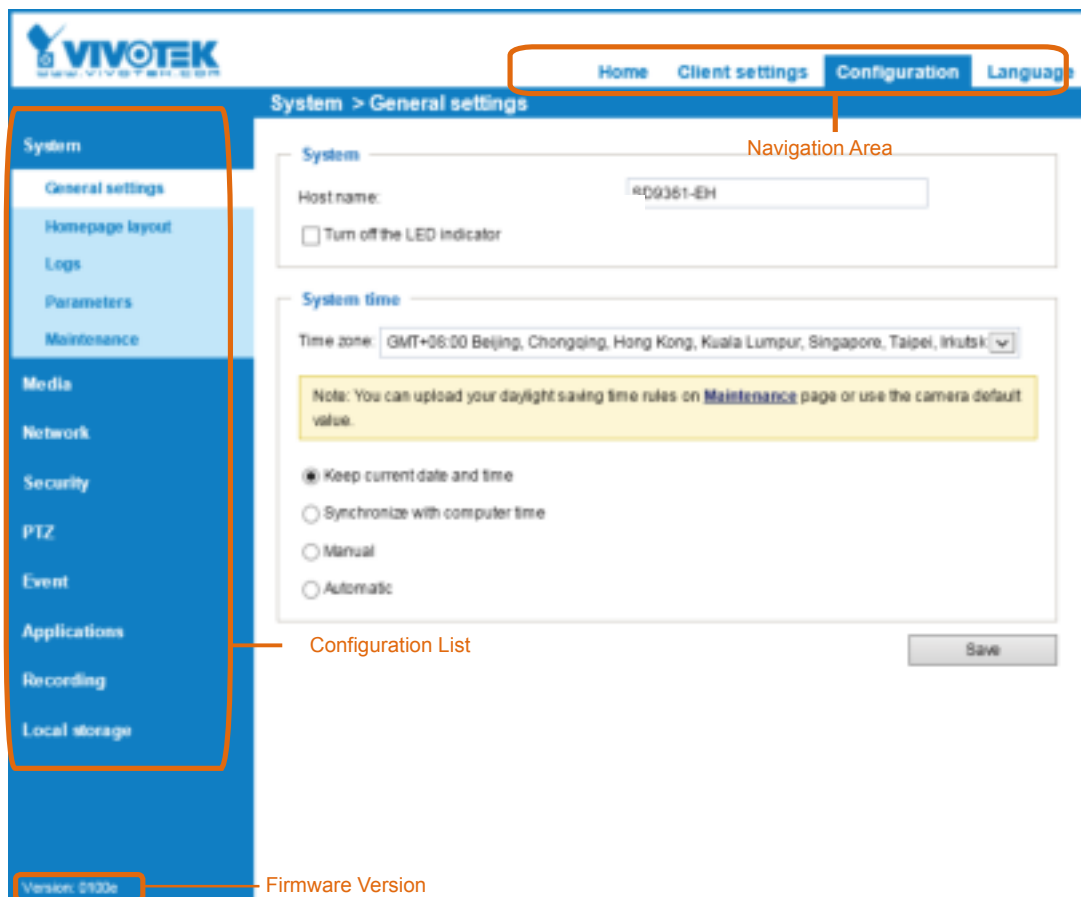 VIVOTEK
www.vivotek.com
Home Client settings Configuration Language
System > General settings
Navigation Area
System
General settings
Homepage layout
Logs
Parameters
Maintenance
Media
Network
Security
PTZ
Event
Applications
Recording
Local storage
System
Host name:
Turn off the LED indicator
System time
Time zone: GMT+08:00 Beijing, Chongqing, Hong Kong, Kuala Lumpur, Singapore, Taipei, Irkutsk
Note: You can upload your daylight saving time rules on Maintenance page or use the camera default
value.
Keep current date and time
Synchronize with computer time
Manual
Automatic
Configuration List
Save
Version: 0100e
Firmware Version